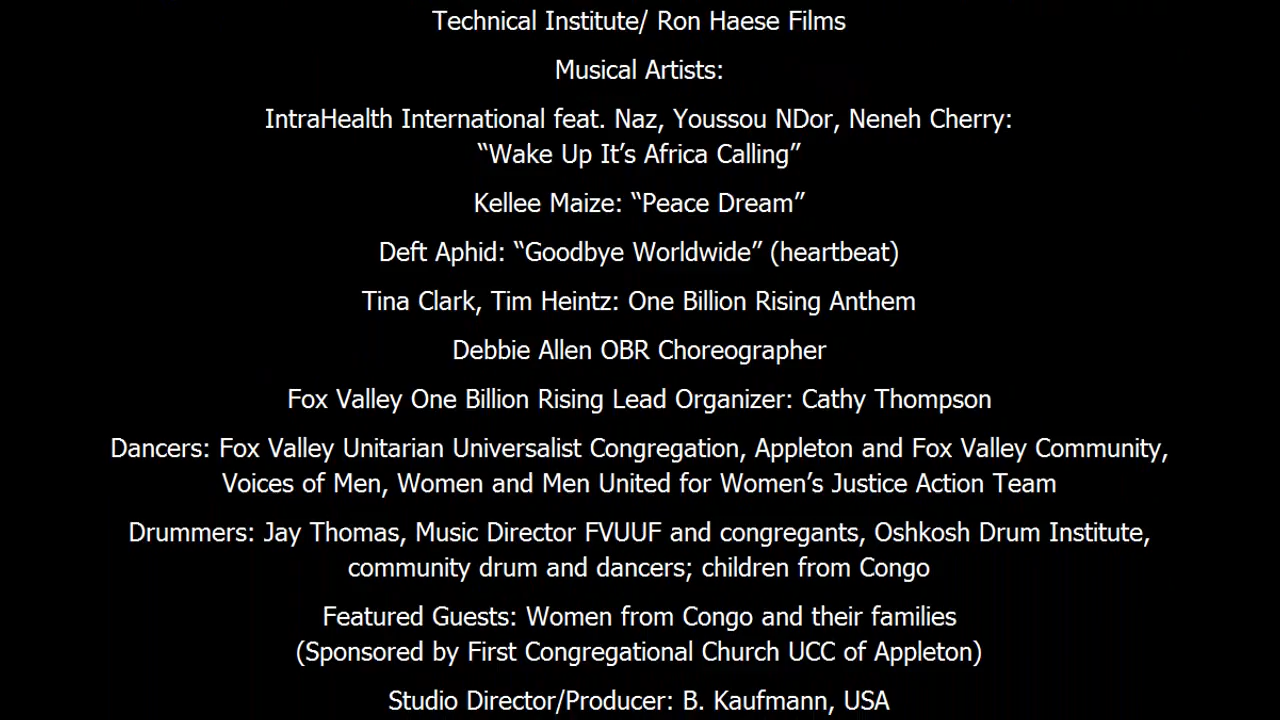 Technical Institute/ Ron Haese Films
Musical Artists:
IntraHealth International feat. Naz, Youssou NDor, Neneh Cherry:
“Wake Up It’s Africa Calling”
Kellee Maize: “Peace Dream”
Deft Aphid: “Goodbye Worldwide” (heartbeat)
Tina Clark, Tim Heintz: One Billion Rising Anthem
Debbie Allen OBR Choreographer
Fox Valley One Billion Rising Lead Organizer: Cathy Thompson
Dancers: Fox Valley Unitarian Universalist Congregation, Appleton and Fox Valley Community,
Voices of Men, Women and Men United for Women’s Justice Action Team
Drummers: Jay Thomas, Music Director FVUUF and congregants, Oshkosh Drum Institute,
community drum and dancers; children from Congo
Featured Guests: Women from Congo and their families
(Sponsored by First Congregational Church UCC of Appleton)
Studio Director/Producer: B. Kaufmann, USA